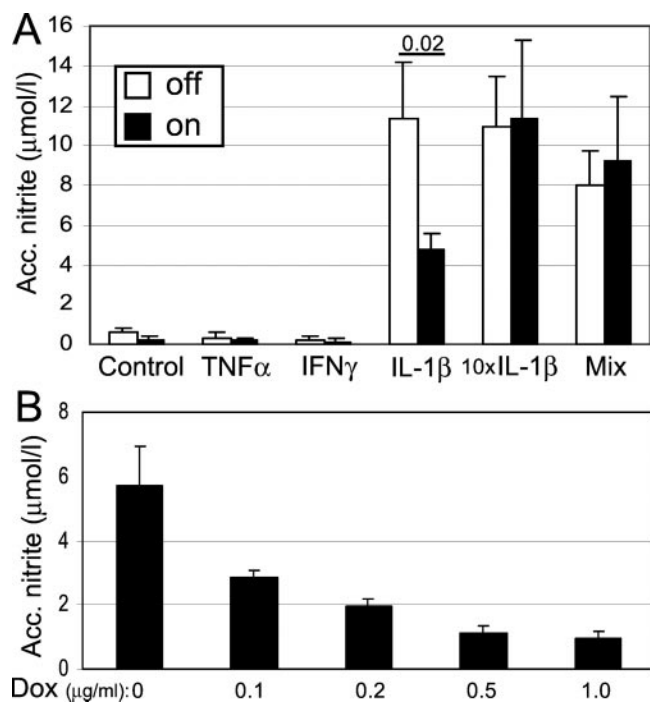 A
0.02
16
14
12
10
8
6
4
2
0
Acc. nitrite (μmol/l)
off
on
Control TNFα IFNγ IL-1β 10xIL-1β Mix
B
8
6
4
2
0
Acc. nitrite (μmol/l)
Dox (μg/ml): 0 0.1 0.2 0.5 1.0